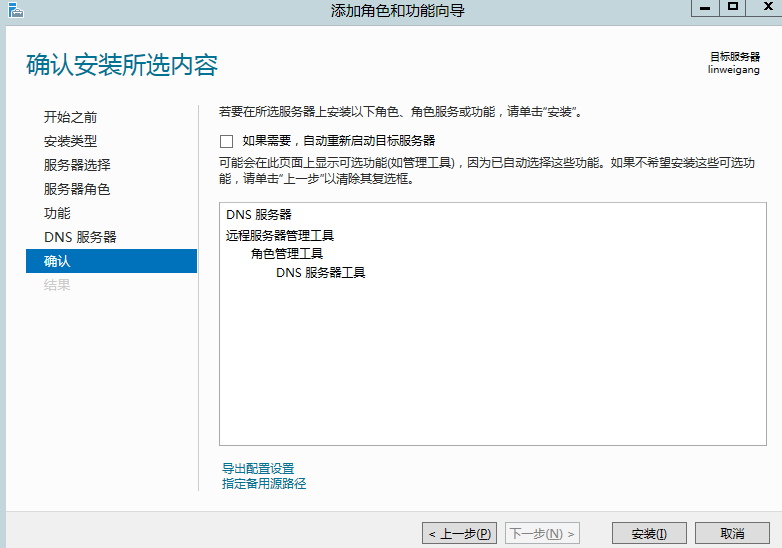 添加角色和功能向导
确认安装所选内容
目标服务器
linweigang
开始之前
安装类型
服务器选择
服务器角色
功能
DNS 服务器
确认
结果
若要在所选服务器上安装以下角色、角色服务或功能，请单击“安装”。
如果需要，自动重新启动目标服务器
可能会在此页面上显示可选功能(如管理工具)，因为已自动选择这些功能。如果不希望安装这些可选功
能，请单击“上一步”以清除其复选框。
DNS 服务器
远程服务器管理工具
角色管理工具
DNS 服务器工具
导出配置设置
指定备用源路径
< 上一步(P)
下一步(N) >
安装(I)
取消